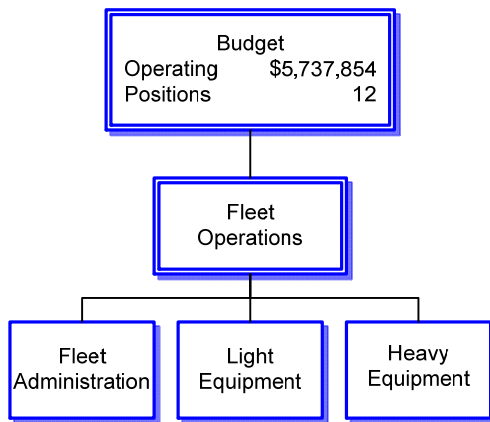 Budget
Operating $5,737,854
Positions 12
Fleet
Operations
Fleet
Administration
Light
Equipment
Heavy
Equipment